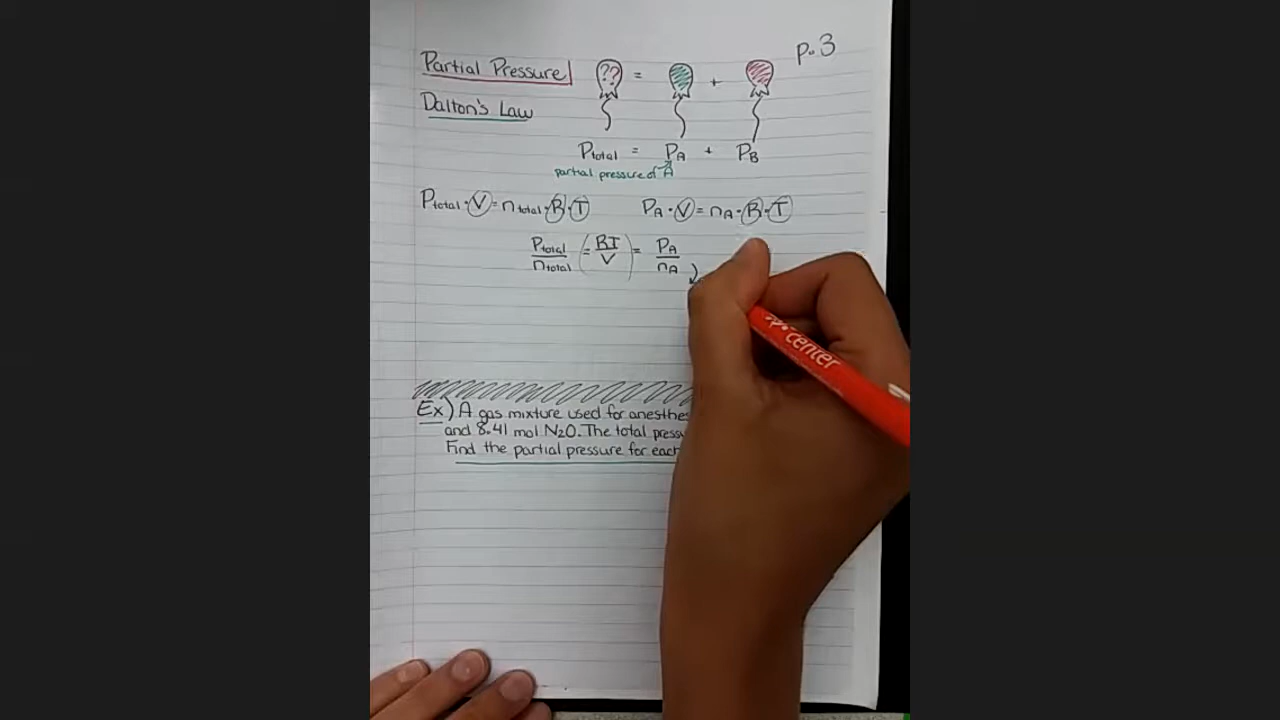 p.3
Partial Pressure
?? = +
Dalton's Law
Ptotal = PA + PB
partial pressure of A
Ptotal · V = ntotal · R · T
PA · V = nA · R · T
Ptotal/ntotal (= RT/V) = PA/nA
center
Ex) A gas mixture used for
and 8.41 mol N2O. The total
Find the partial pressure for each